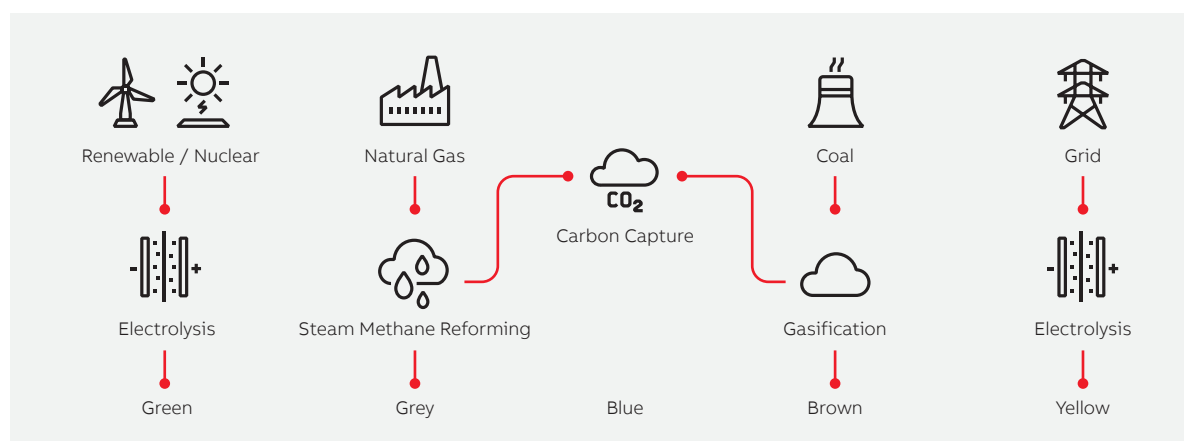 Renewable / Nuclear
Natural Gas
Coal
Grid
CO₂
Carbon Capture
- +
- +
Electrolysis
Steam Methane Reforming
Gasification
Electrolysis
Green
Grey
Blue
Brown
Yellow